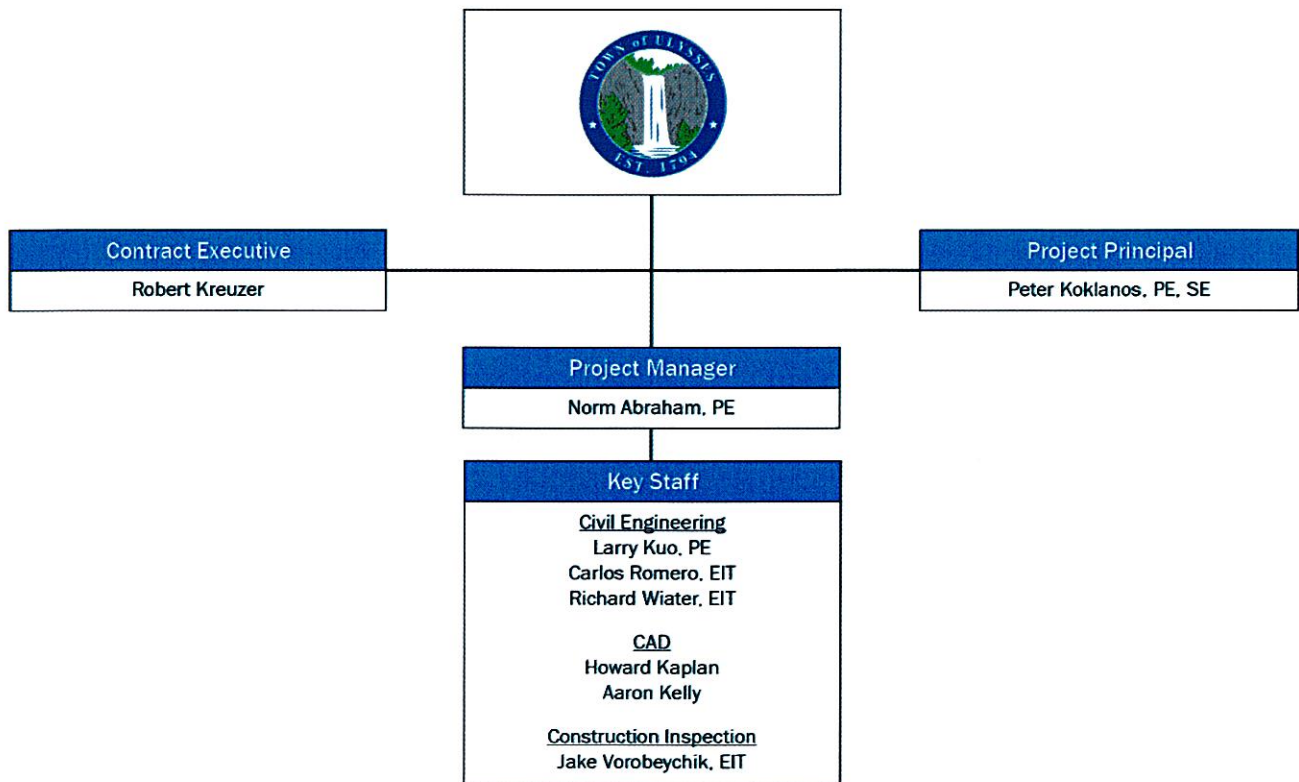 TOWN of ULYSSES
EST. 1794
Contract Executive
Robert Kreuzer
Project Principal
Peter Koklanos, PE, SE
Project Manager
Norm Abraham, PE
Key Staff
Civil Engineering
Larry Kuo, PE
Carlos Romero, EIT
Richard Wiater, EIT
CAD
Howard Kaplan
Aaron Kelly
Construction Inspection
Jake Vorobeychik, EIT